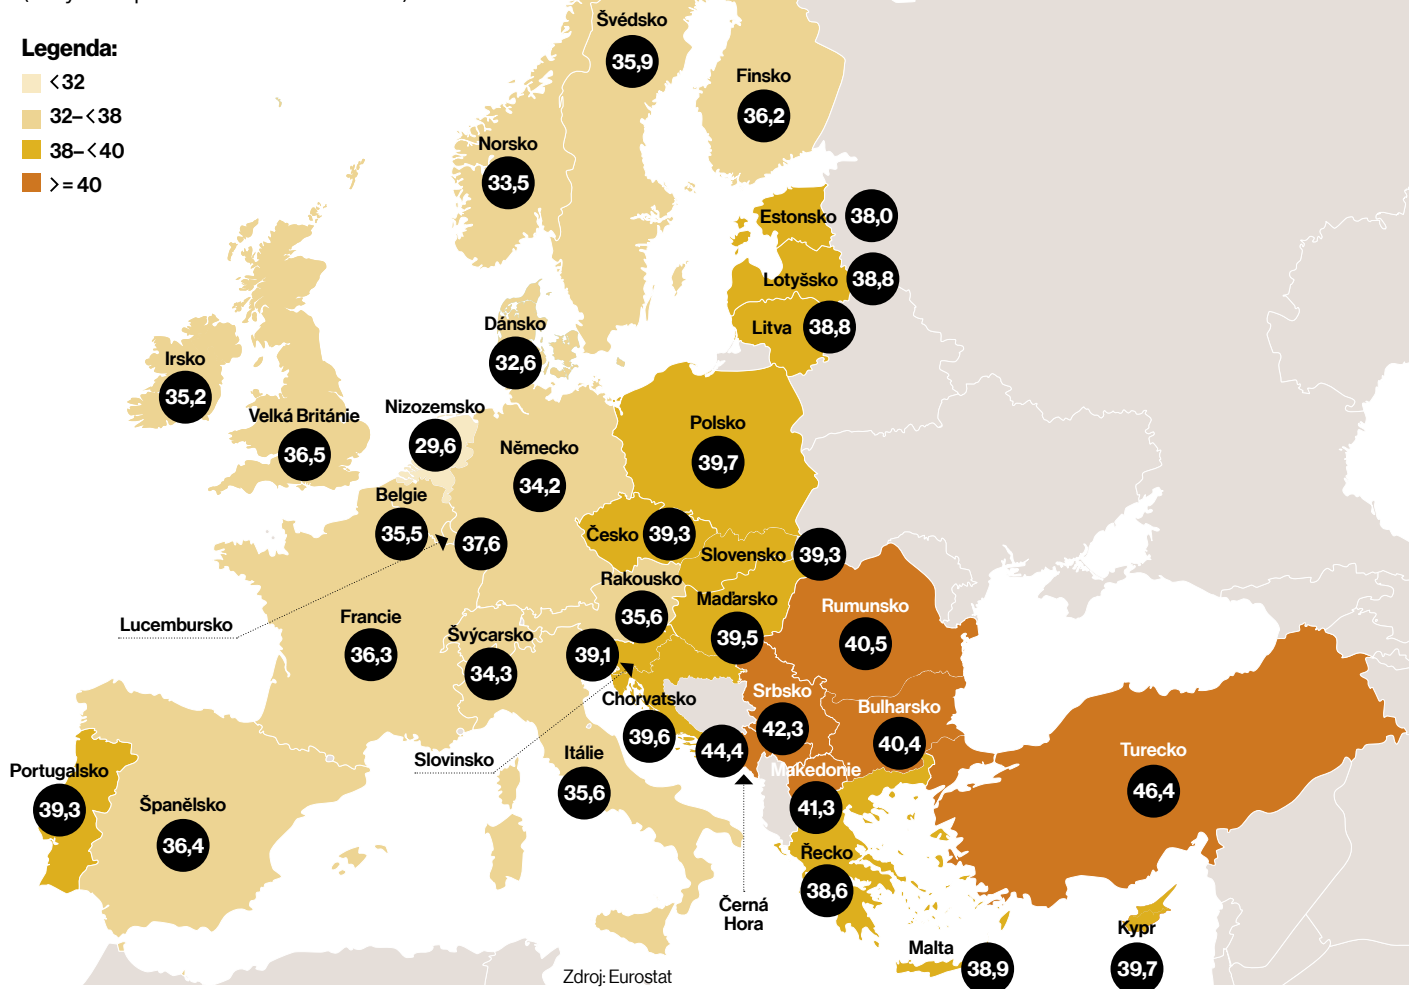 Legenda:
<32
32–<38
38–<40
>=40
Švédsko
35,9
Finsko
36,2
Norsko
33,5
Estonsko
38,0
Lotyšsko
38,8
Litva
38,8
Dánsko
32,6
Irsko
35,2
Velká Británie
36,5
Nizozemsko
29,6
Německo
34,2
Polsko
39,7
Belgie
35,5
37,6
Lucembursko
Česko
39,3
Slovensko
39,3
Rakousko
35,6
Maďarsko
39,5
Rumunsko
40,5
Francie
36,3
Švýcarsko
34,3
39,1
Slovinsko
Chorvatsko
39,6
Srbsko
42,3
Bulharsko
40,4
44,4
Černá
Hora
Itálie
35,6
Makedonie
41,3
Turecko
46,4
Portugalsko
39,3
Španělsko
36,4
Řecko
38,6
Malta
38,9
Kypr
39,7
Zdroj: Eurostat